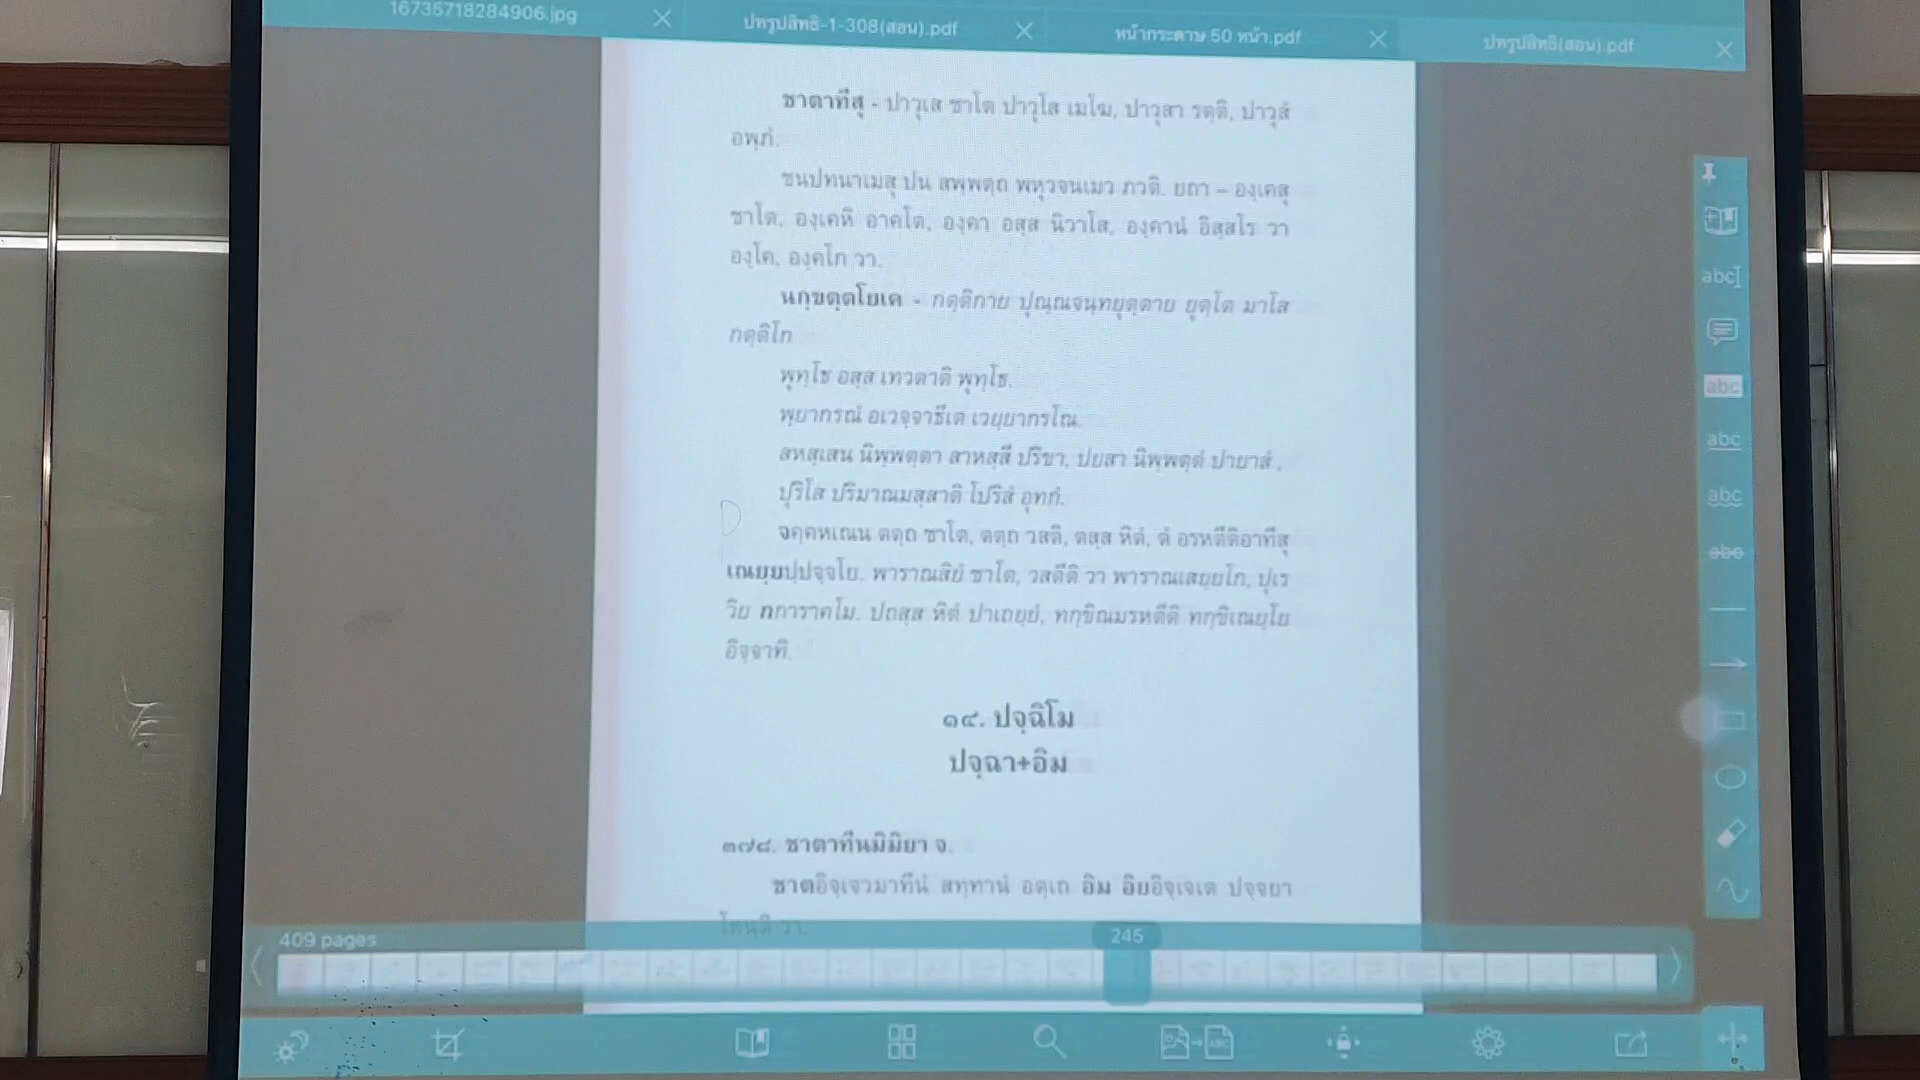 16735718284906.jpg
ปทรูปสิทธิ-1-308(สอน).pdf
หน้ากระดาษ 50 หน้า.pdf
ปทรูปสิทธิ(สอน).pdf
ชาตาทีสุ - ปาวุเส ชาโต ปาวุโส เมโฆ, ปาวุสา รตฺติ, ปาวุสํ
อพฺภํ.
ชนปทนาเมสุ ปน สพฺพตฺถ พหุวจนเมว ภวติ. ยถา – องฺเคสุ
ชาโต, องฺเคหิ อาคโต, องฺคา อสฺส นิวาโส, องฺคานํ อิสฺสโร วา
องฺโค, องฺคโก วา.
นกฺขตฺตโยเค - กตฺติกาย ปุณฺณจนฺทยุตฺตาย ยุตฺโต มาโส
กตฺติโก
พุทฺโธ อสฺส เทวตาติ พุทฺโธ.
พฺยากรณํ อเวจฺจาธีเต เวยฺยากรโณ.
สหสฺเสน นิพฺพตฺตา สาหสฺสี ปริขา, ปยสา นิพฺพตฺตํ ปายาสํ,
ปุริโส ปริมาณมสฺสาติ โปริสํ อุทกํ.
จคฺคหเณน ตตฺถ ชาโต, ตตฺถ วสติ, ตสฺส หิตํ, ตํ อรหตีติอาทีสุ
เณยฺยปฺปจฺจโย. พาราณสิยํ ชาโต, วสตีติ วา พาราณเสยฺยโก, ปุเร
วิย กการาคโม. ปถสฺส หิตํ ปาเถยฺยํ, ทกฺขิณมรหตีติ ทกฺขิเณยฺโย
อิจฺจาทิ.
๑๔. ปจฺฉิโม
ปจฺฉา+อิม
๓๗๘. ชาตาทีนมิมิยา จ.
ชาตอิจฺเจวมาทีนํ สทฺทานํ อตฺเถ อิม อิยอิจฺเจเต ปจฺจยา
โหนฺติ วา.
409 pages
245
abc
abc
abc
abc
abc